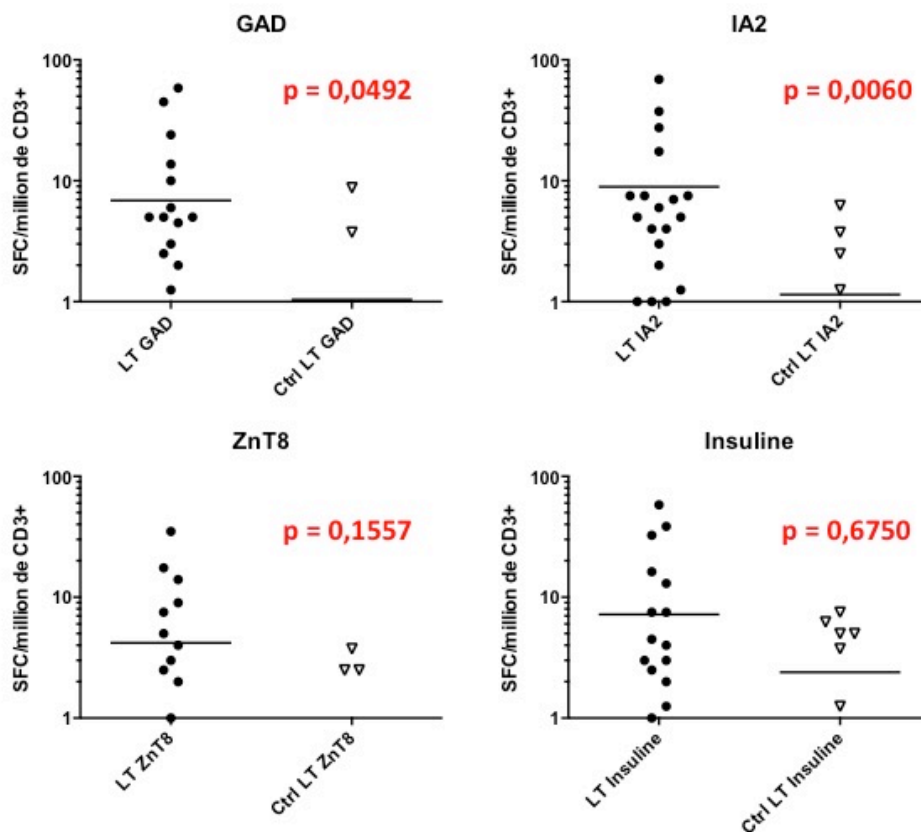 GAD
SFC/million de CD3+
100
10
1
p = 0,0492
LT GAD
Ctrl LT GAD
IA2
SFC/million de CD3+
100
10
1
p = 0,0060
LT IA2
Ctrl LT IA2
ZnT8
SFC/million de CD3+
100
10
1
p = 0,1557
LT ZnT8
Ctrl LT ZnT8
Insuline
SFC/million de CD3+
100
10
1
p = 0,6750
LT Insuline
Ctrl LT Insuline